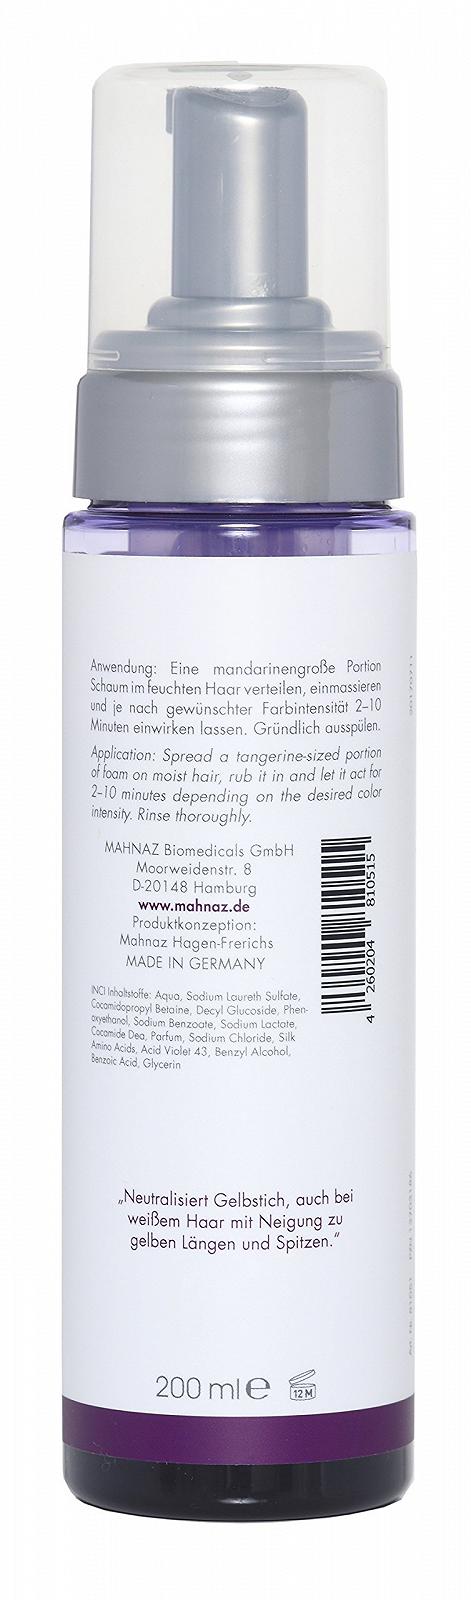 Anwendung: Eine mandarinengroße Portion
Schaum im feuchten Haar verteilen, einmassieren
und je nach gewünschter Farbintensität 2–10
Minuten einwirken lassen. Gründlich ausspülen.
Application: Spread a tangerine-sized portion
of foam on moist hair, rub it in and let it act for
2–10 minutes depending on the desired color
intensity. Rinse thoroughly.
MAHNAZ Biomedicals GmbH
Moorweidenstr. 8
D-20148 Hamburg
www.mahnaz.de
Produktkonzeption:
Mahnaz Hagen-Frerichs
MADE IN GERMANY
4 260204 810515
INCI Inhaltstoffe: Aqua, Sodium Laureth Sulfate,
Cocamidopropyl Betaine, Decyl Glucoside, Phen-
oxyethanol, Sodium Benzoate, Sodium Lactate,
Cocamide Dea, Parfum, Sodium Chloride, Silk
Amino Acids, Acid Violet 43, Benzyl Alcohol,
Benzoic Acid, Glycerin
„Neutralisiert Gelbstich, auch bei
weißem Haar mit Neigung zu
gelben Längen und Spitzen.“
200 ml e
12 M